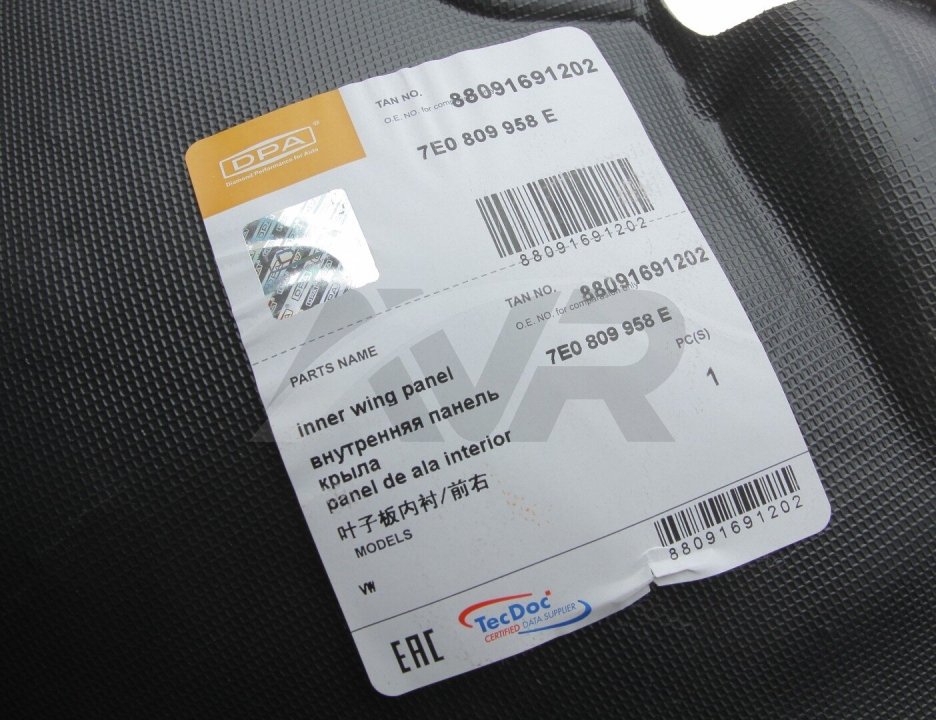 DPA®
Diamond Performance for Auto
TAN NO. 88091691202
O.E. NO. for comp
7E0 809 958 E
88091691202
TAN NO. 88091691202
O.E. NO. for comparison only
7E0 809 958 E
PARTS NAME
PC(S)
inner wing panel
1
внутренняя панель
крыла
panel de ala interior
叶子板内衬/前右
MODELS
88091691202
VW
EAC
TecDoc
CERTIFIED DATA SUPPLIER
AVR